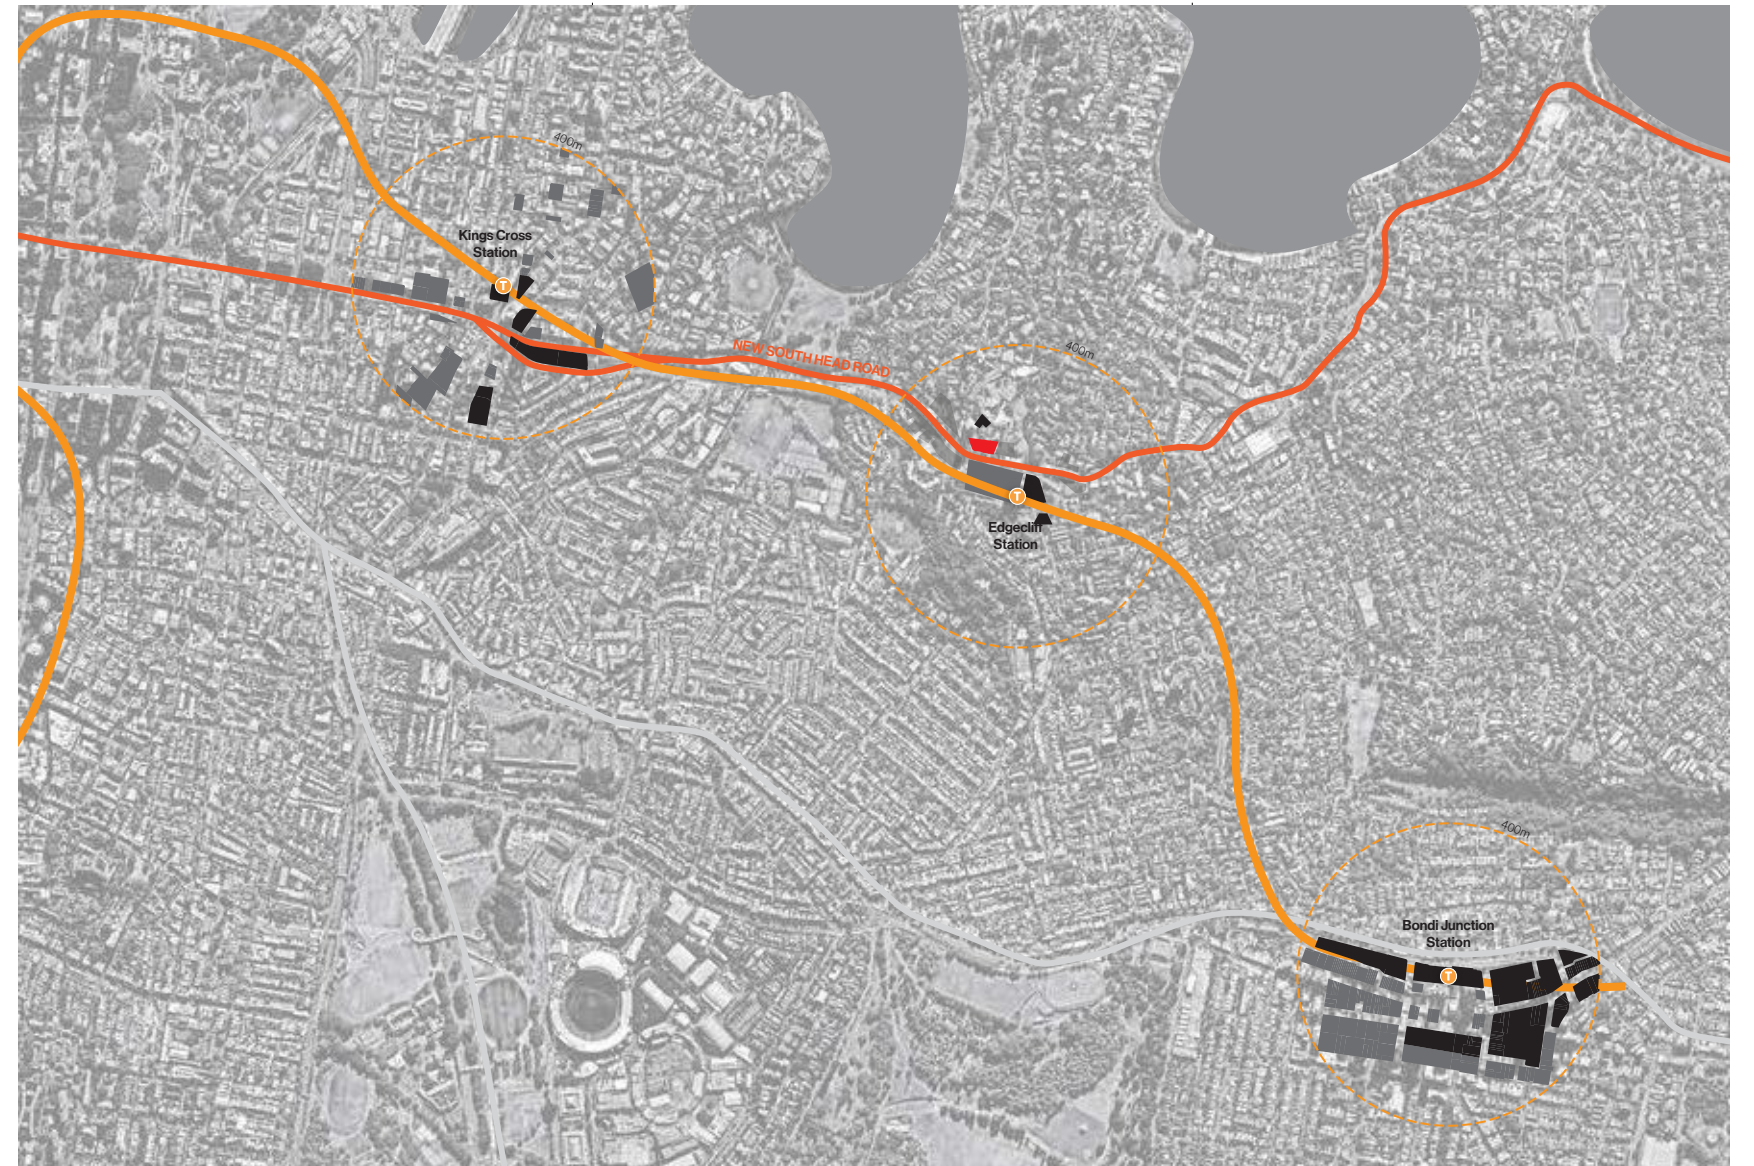 400m
Kings Cross
Station
T
NEW SOUTH HEAD ROAD
400m
T
Edgecliff
Station
400m
Bondi Junction
Station
T